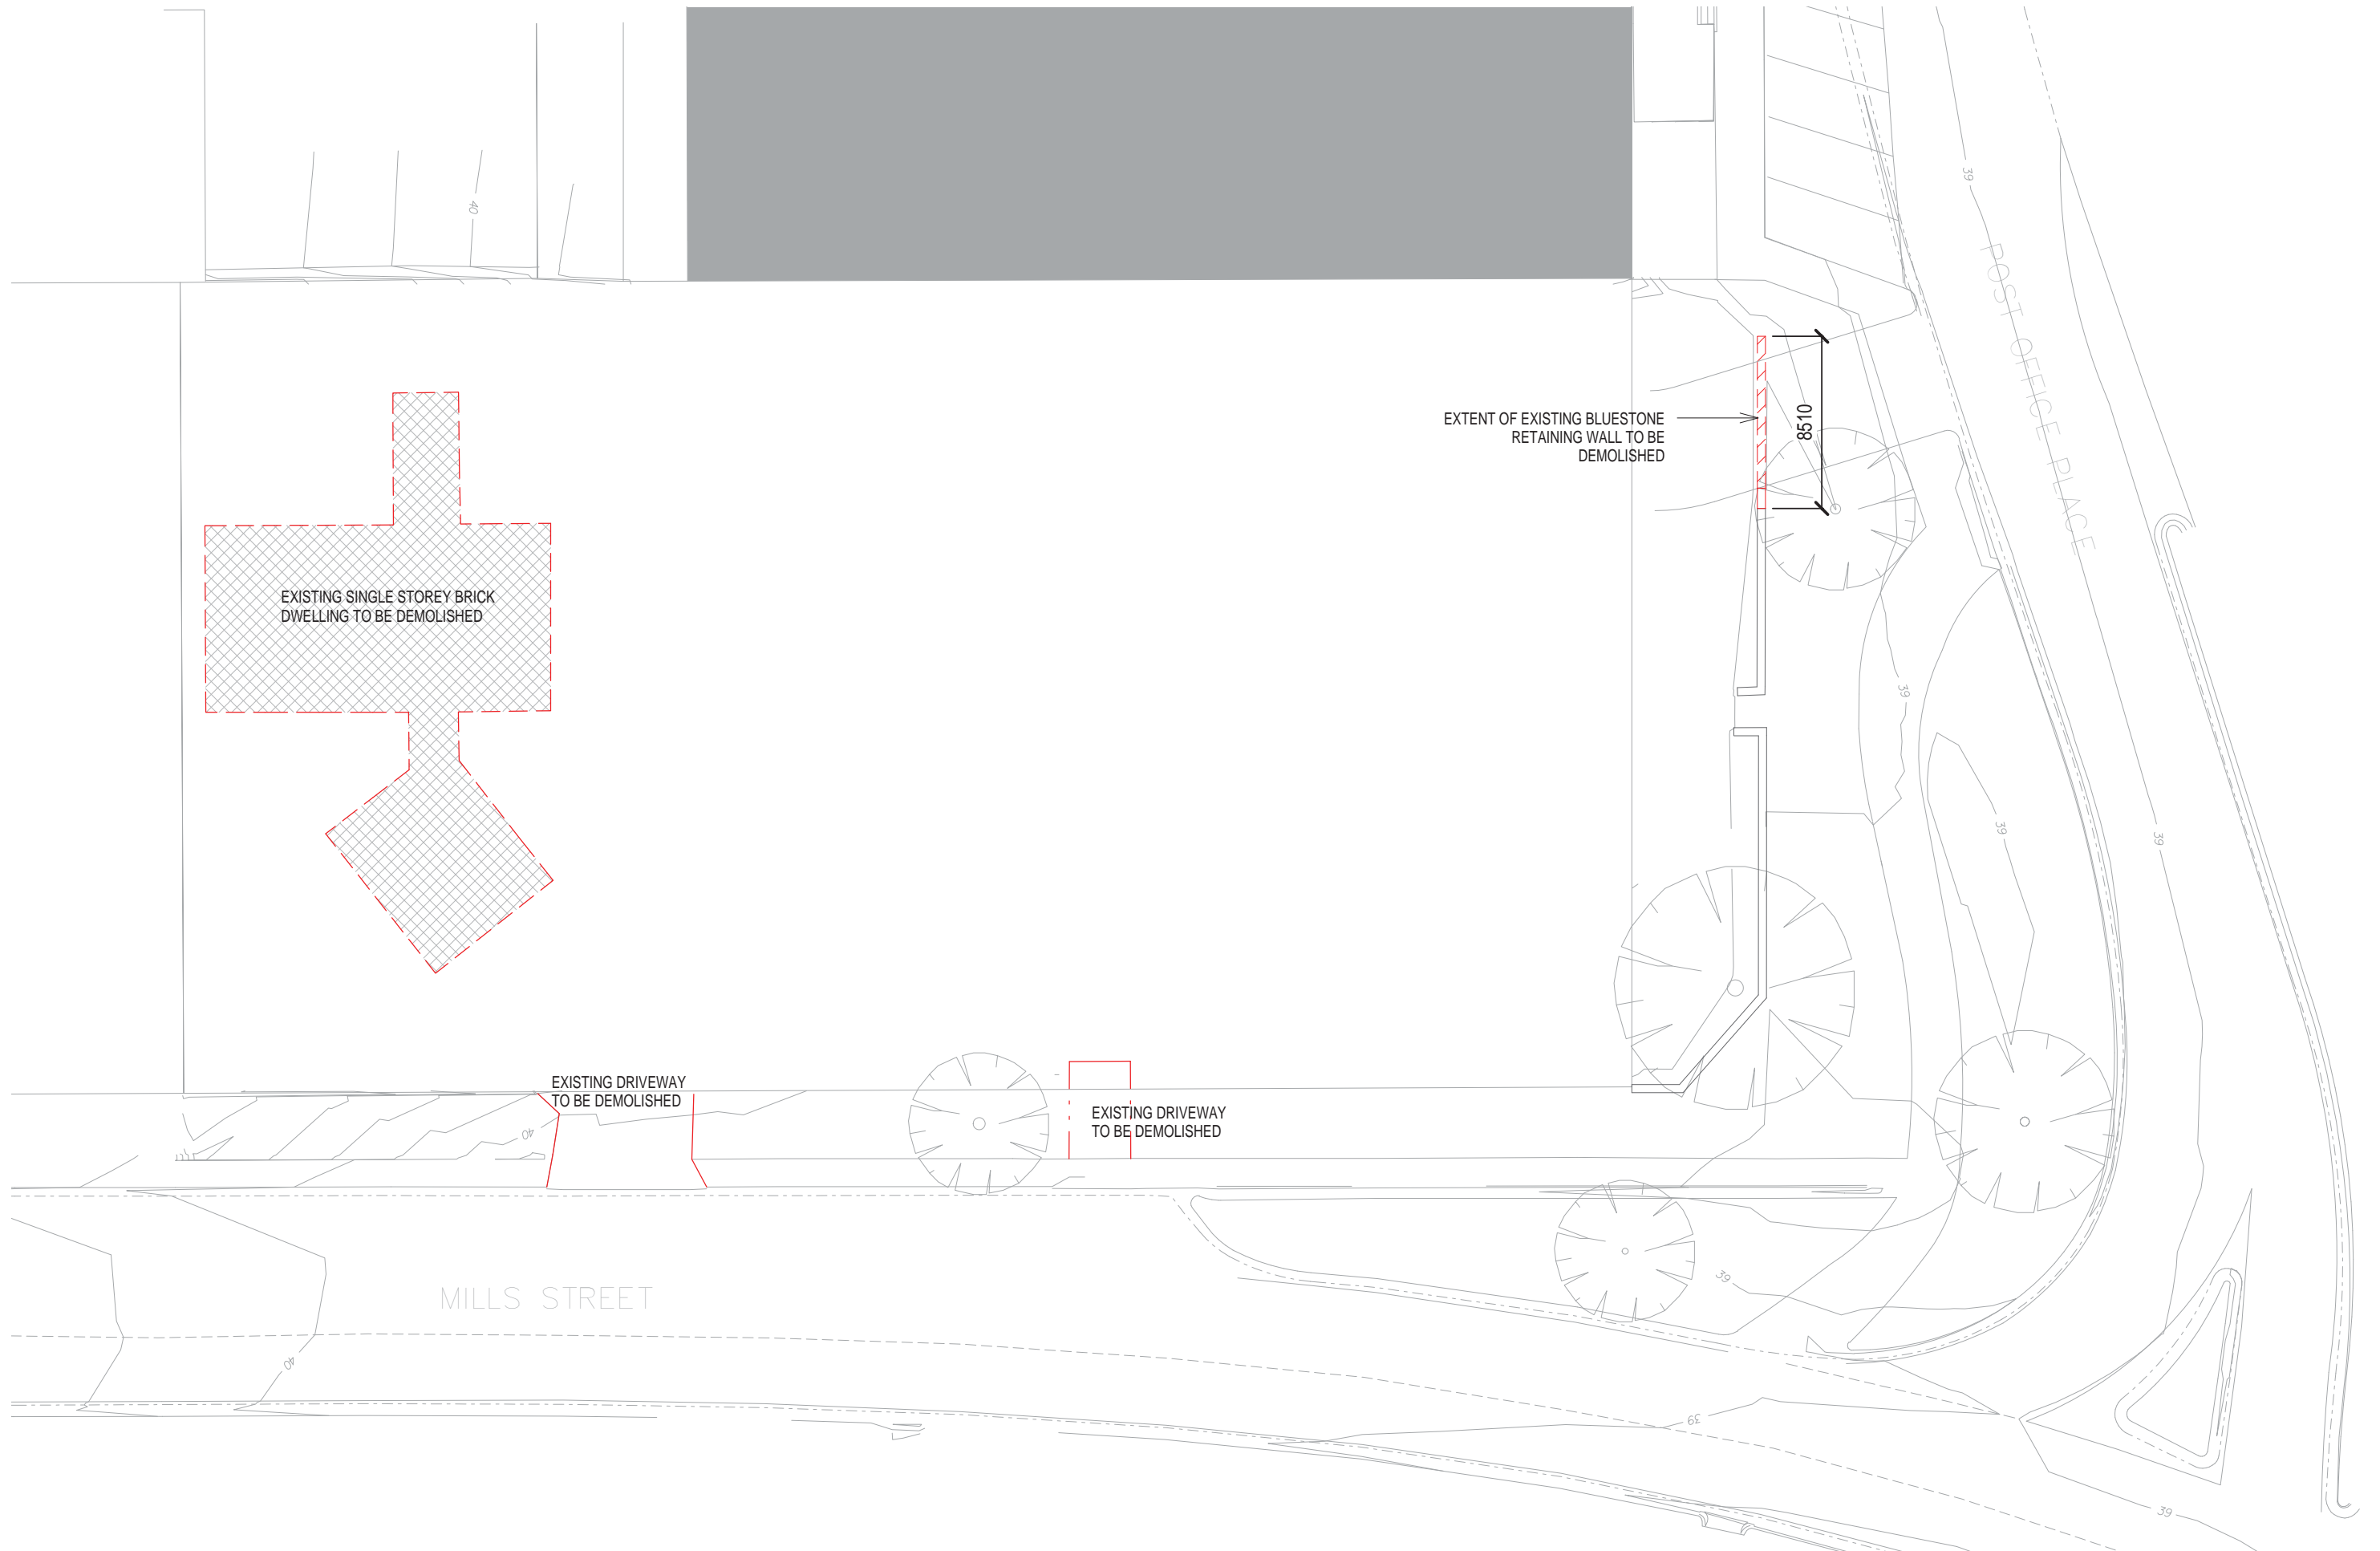 40
39
POST OFFICE PLACE
EXTENT OF EXISTING BLUESTONE
RETAINING WALL TO BE
DEMOLISHED
8510
EXISTING SINGLE STOREY BRICK
DWELLING TO BE DEMOLISHED
39
39
39
EXISTING DRIVEWAY
TO BE DEMOLISHED
EXISTING DRIVEWAY
TO BE DEMOLISHED
40
39
MILLS STREET
40
39
39